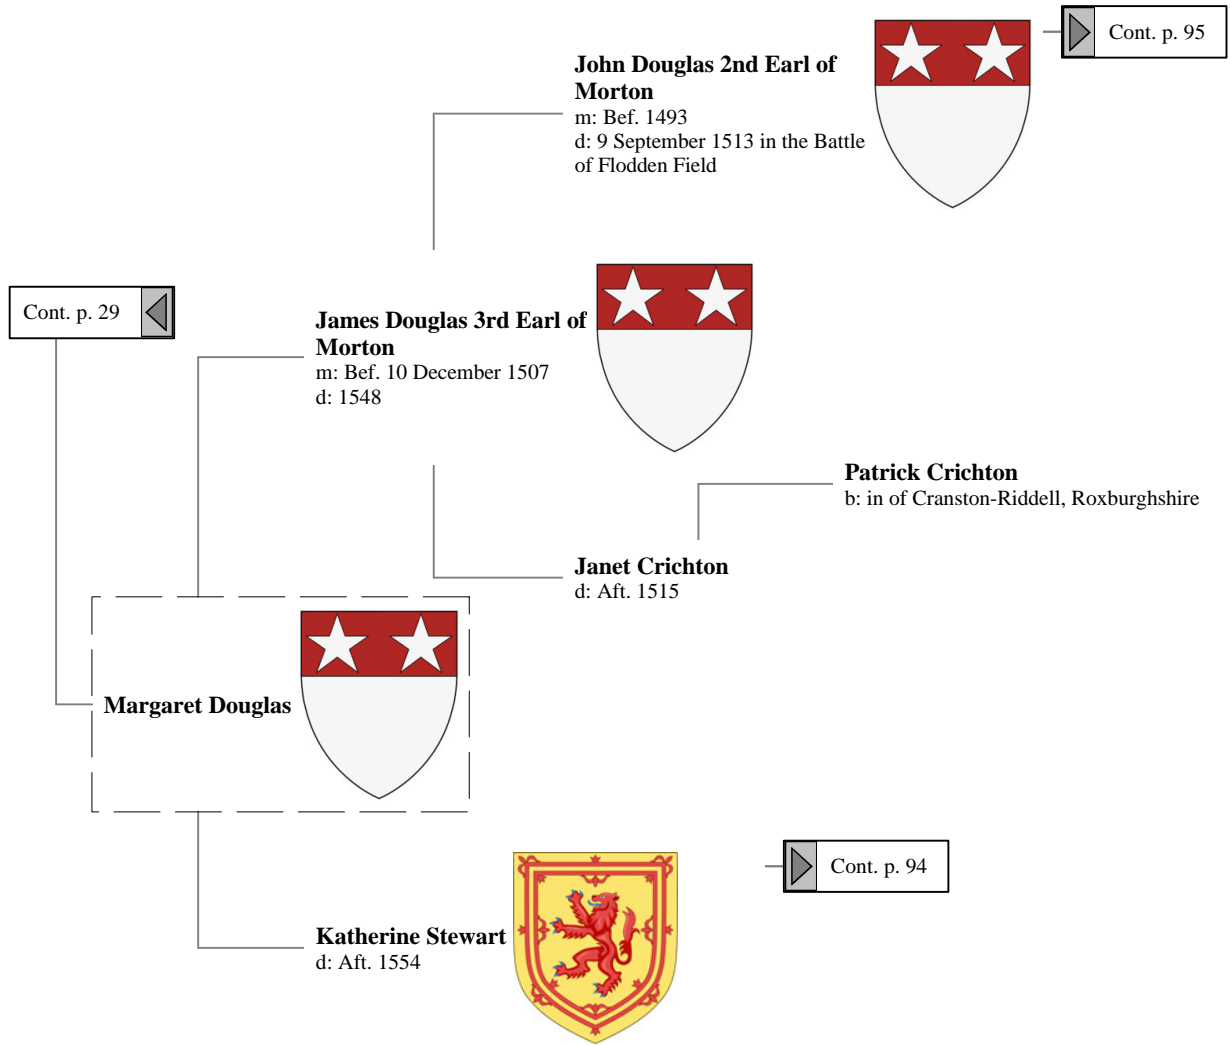 Cont. p. 95
John Douglas 2nd Earl of
Morton
m: Bef. 1493
d: 9 September 1513 in the Battle
of Flodden Field
Cont. p. 29
James Douglas 3rd Earl of
Morton
m: Bef. 10 December 1507
d: 1548
Patrick Crichton
b: in of Cranston-Riddell, Roxburghshire
Janet Crichton
d: Aft. 1515
Margaret Douglas
Cont. p. 94
Katherine Stewart
d: Aft. 1554